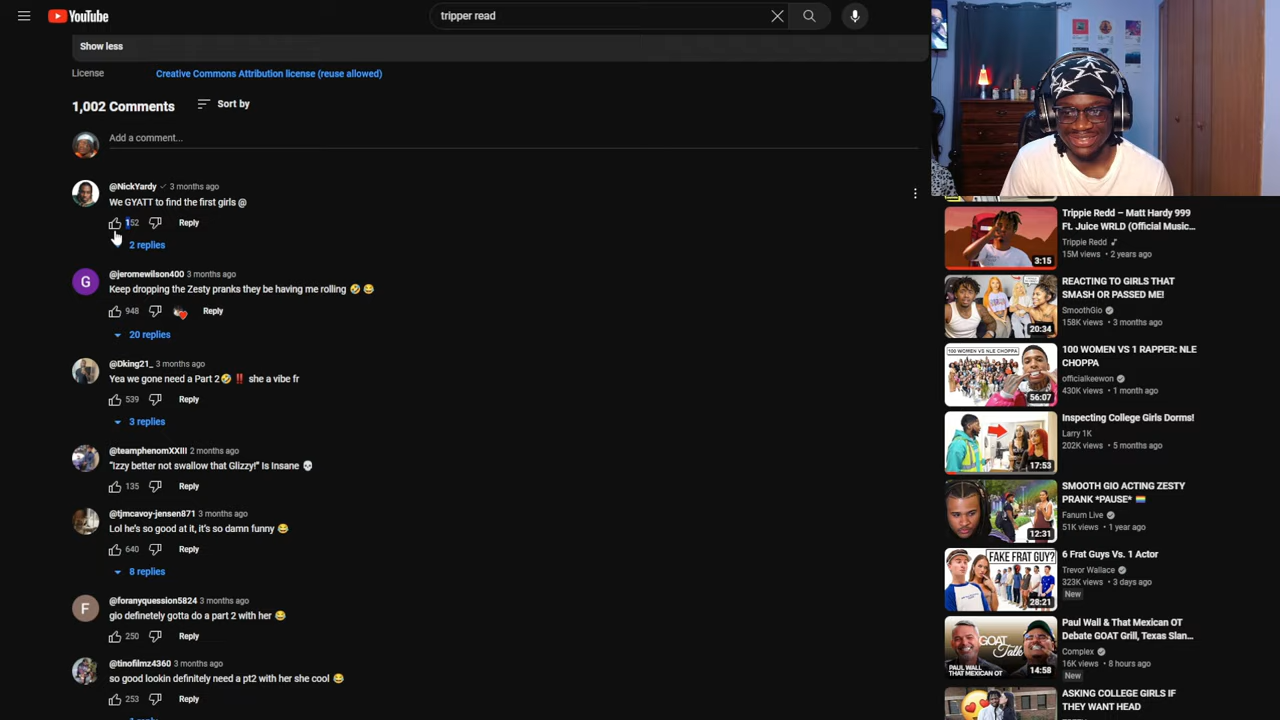 YouTube
tripper read
Show less
License
Creative Commons Attribution license (reuse allowed)
1,002 Comments
Sort by
Add a comment...
@NickYardy
3 months ago
We GYATT to find the first girls @
152
Reply
2 replies
G
@jeromewilson400 3 months ago
Keep dropping the Zesty pranks they be having me rolling 🤣 😂
948
Reply
20 replies
@Dking21_ 3 months ago
Yea we gone need a Part 2🤣 ‼️ she a vibe fr
539
Reply
3 replies
@teamphenomXXIII 2 months ago
“Izzy better not swallow that Glizzy!” Is Insane 💀
135
Reply
@tjmcavoy-jensen871 3 months ago
Lol he's so good at it, it's so damn funny 😂
640
Reply
8 replies
F
@foranyquession5824 3 months ago
gio definetely gotta do a part 2 with her 😂
250
Reply
@tinofilmz4360 3 months ago
so good lookin definitely need a pt2 with her she cool 😂
253
Reply
3:15
Trippie Redd – Matt Hardy 999
Ft. Juice WRLD (Official Music...
Trippie Redd
15M views • 2 years ago
20:34
REACTING TO GIRLS THAT
SMASH OR PASSED ME!
SmoothGio
158K views • 3 months ago
100 WOMEN VS NLE CHOPPA
56:07
100 WOMEN VS 1 RAPPER: NLE
CHOPPA
officialkeewon
430K views • 1 month ago
17:53
Inspecting College Girls Dorms!
Larry 1K
202K views • 5 months ago
12:31
SMOOTH GIO ACTING ZESTY
PRANK *PAUSE* 🏳️‍🌈
Fanum Live
51K views • 1 year ago
FAKE FRAT GUY?
28:21
6 Frat Guys Vs. 1 Actor
Trevor Wallace
323K views • 3 days ago
New
GOAT
Talk
PAUL WALL
THAT MEXICAN OT
14:58
Paul Wall & That Mexican OT
Debate GOAT Grill, Texas Slan...
Complex
16K views • 8 hours ago
New
ASKING COLLEGE GIRLS IF
THEY WANT HEAD